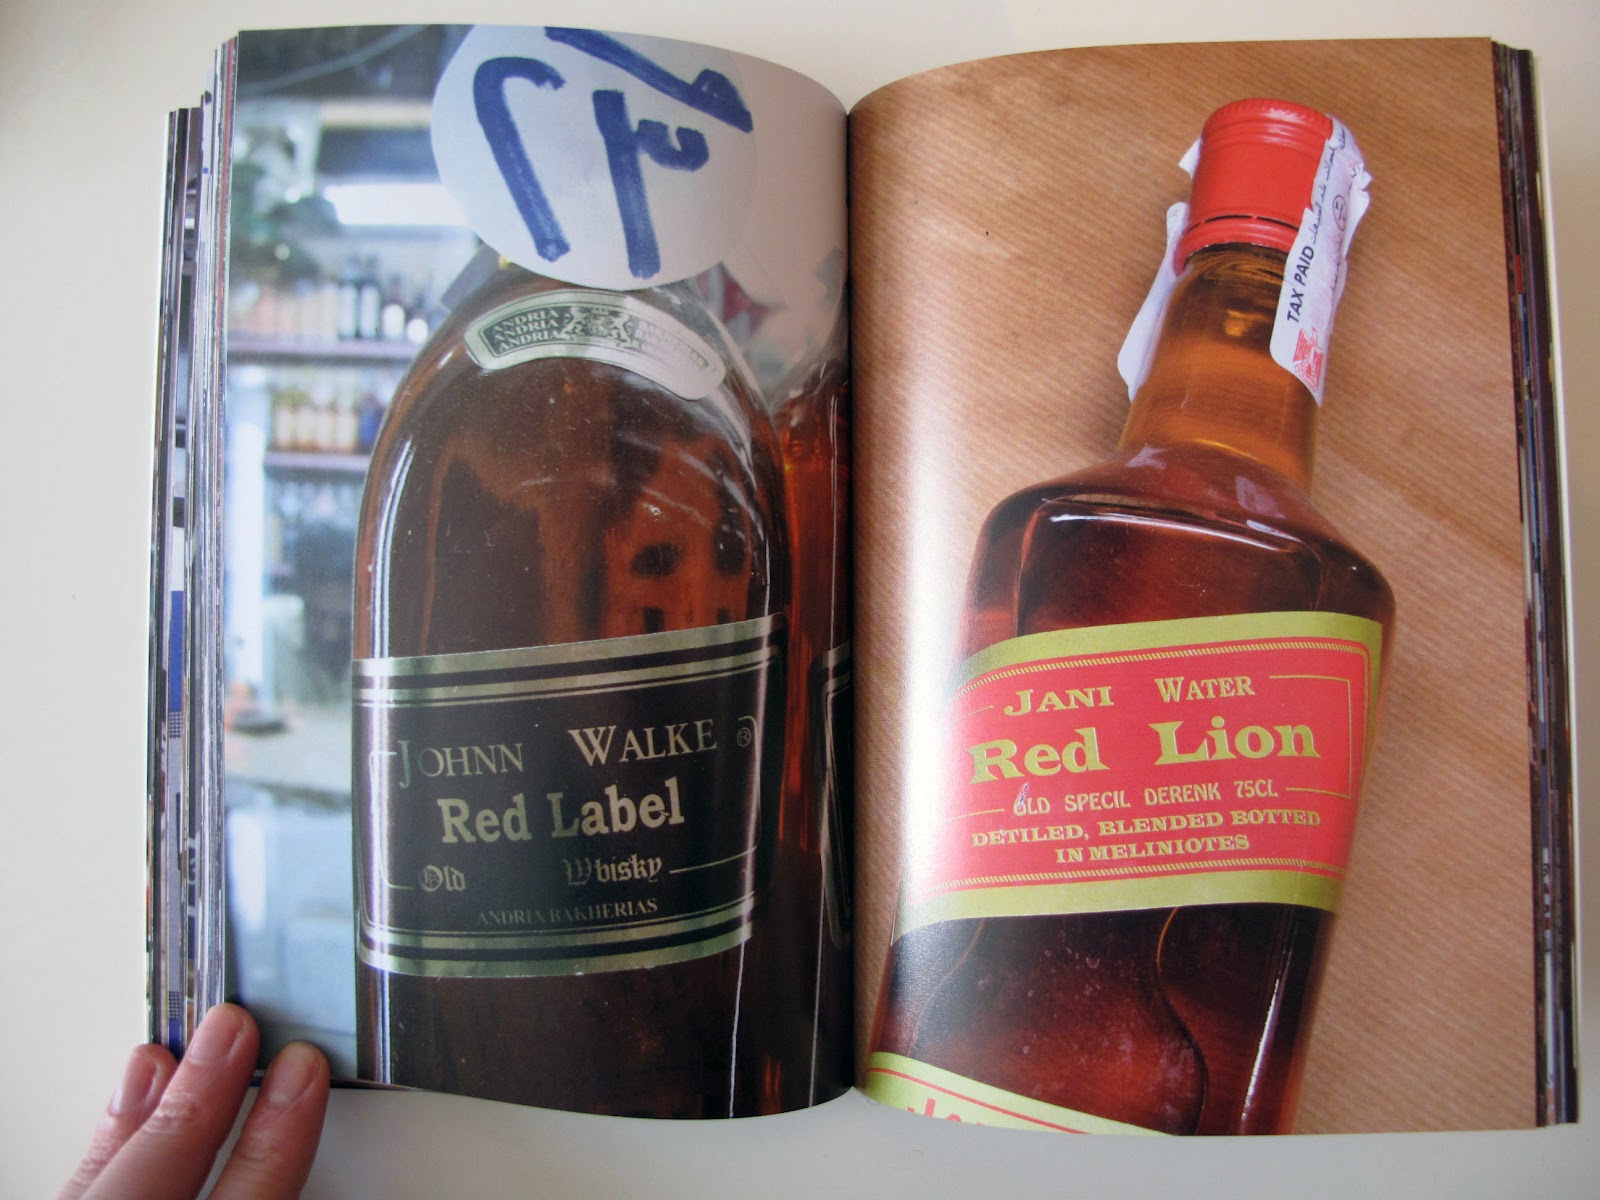 ٢٣
ANDRIA
ANDRIA
ANDRIA
JOHNN WALKE ®
Red Label
Old Whisky
ANDRIA BAKHERIAS
TAX PAID
JANI WATER
Red Lion
OLD SPECIL DERENK 75CL
DETILED, BLENDED BOTTED
IN MELINIOTES